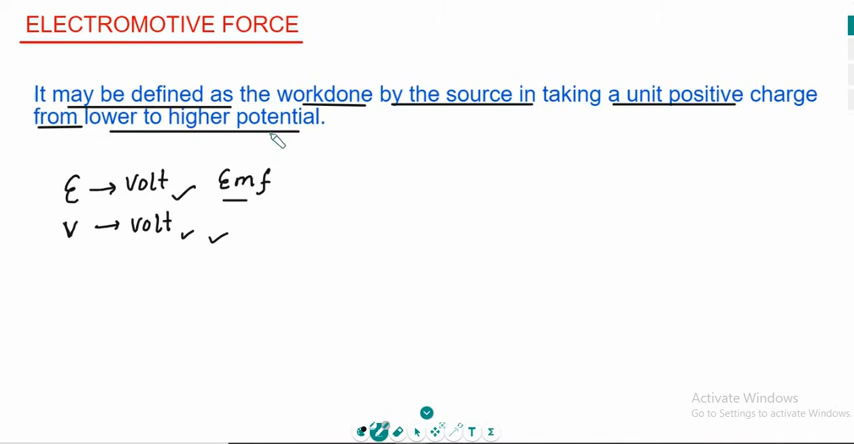 ELECTROMOTIVE FORCE
It may be defined as the workdone by the source in taking a unit positive charge
from lower to higher potential.
Ɛ → volt ✓ Ɛmf
V → volt ✓ ✓
Activate Windows
Go to Settings to activate Windows.
T Σ